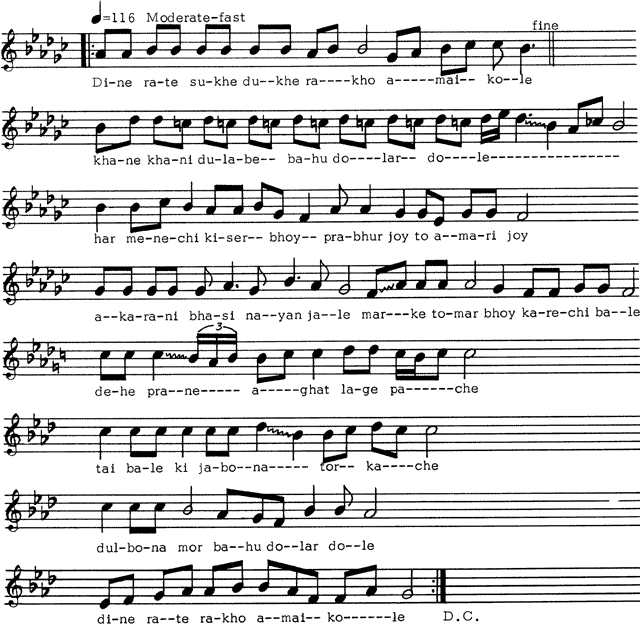 ♩=116 Moderate-fast
fine
Di-ne ra-te su-khe du--khe ra----kho a-----mai-- ko--le
kha-ne kha-ni du-la-be-- ba-hu do----lar-- do----le-----------------
har me-ne-chi ki-ser-- bhoy-- pra-bhur joy to a--ma-ri joy
a--ka-ra-ni bha-si na--yan ja--le mar---ke to-mar bhoy ka-re-chi ba--le
3
de-he pra--ne----- a----ghat la-ge pa------che
tai ba-le ki ja-bo--na----- tor-- ka----che
dul-bo-na mor ba--hu do--lar do--le
di-ne ra--te ra-kho a--mai-- ko------le D.C.